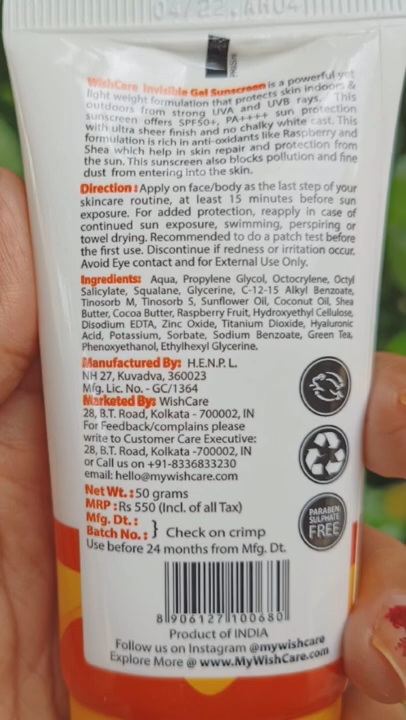 04/22, AR04
WishCare Invisible Gel Sunscreen is a powerful yet
light weight formulation that protects skin indoors &
outdoors from strong UVA and UVB rays. This
sunscreen offers SPF50+, PA++++ sun protection
with ultra sheer finish and no chalky white cast. This
formulation is rich in anti-oxidants like Raspberry and
Shea which help in skin repair and protection from
the sun. This sunscreen also blocks pollution and fine
dust from entering into the skin.
Direction : Apply on face/body as the last step of your
skincare routine, at least 15 minutes before sun
exposure. For added protection, reapply in case of
continued sun exposure, swimming, perspiring or
towel drying. Recommended to do a patch test before
the first use. Discontinue if redness or irritation occur.
Avoid Eye contact and for External Use Only.
Ingredients: Aqua, Propylene Glycol, Octocrylene, Octyl
Salicylate, Squalane, Glycerine, C-12-15 Alkyl Benzoate,
Tinosorb M, Tinosorb S, Sunflower Oil, Coconut Oil, Shea
Butter, Cocoa Butter, Raspberry Fruit, Hydroxyethyl Cellulose,
Disodium EDTA, Zinc Oxide, Titanium Dioxide, Hyaluronic
Acid, Potassium, Sorbate, Sodium Benzoate, Green Tea,
Phenoxyethanol, Ethylhexyl Glycerine.
Manufactured By: H.E.N.P. L.
NH 27, Kuvadva, 360023
Mfg. Lic. No. - GC/1364
Marketed By: WishCare
28, B.T. Road, Kolkata - 700002, IN
For Feedback/complains please
write to Customer Care Executive:
28, B.T. Road, Kolkata -700002, IN
or Call us on +91-8336833230
email: hello@mywishcare.com
PARABEN
SULPHATE
FREE
Net Wt. : 50 grams
MRP : Rs 550 (Incl. of all Tax)
Mfg. Dt. :
Batch No. : } Check on crimp
Use before 24 months from Mfg. Dt.
8 906127 100680
Product of INDIA
Follow us on Instagram @mywishcare
Explore More @ www.MyWishCare.com